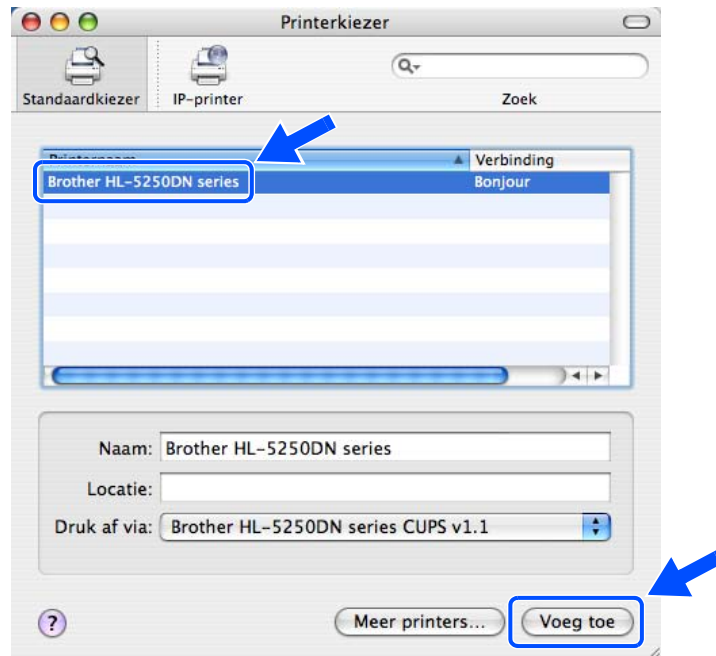 Printerkiezer
Standaardkiezer IP-printer Zoek
Printernaam Verbinding
Brother HL-5250DN series Bonjour
Naam: Brother HL-5250DN series
Locatie:
Druk af via: Brother HL-5250DN series CUPS v1.1
? Meer printers... Voeg toe